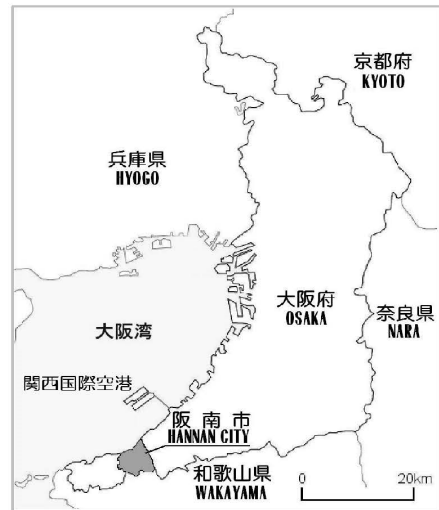 京都府
KYOTO
兵庫県
HYOGO
大阪府
OSAKA
奈良県
NARA
大阪湾
関西国際空港
阪南市
HANNAN CITY
和歌山県
WAKAYAMA
0 20km